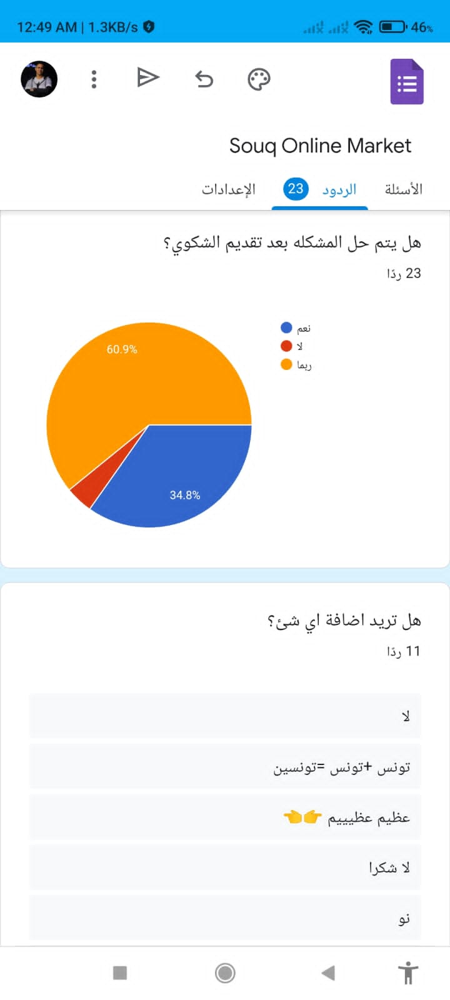 12:49 AM | 1.3KB/s
46%
Souq Online Market
الأسئلة
الردود 23
الإعدادات
هل يتم حل المشكله بعد تقديم الشكوي؟
23 ردًا
60.9%
34.8%
نعم
لا
ربما
هل تريد اضافة اي شئ؟
11 ردًا
لا
تونس +تونس =تونسين
عظيم عظيييم 👉👈
لا شكرا
نو